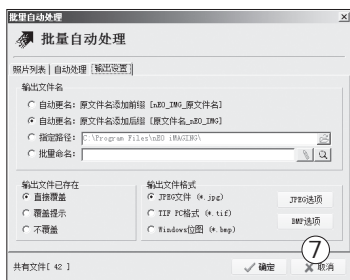 批里自动处理
批量自动处理
照片列表 自动处理 输出设置
输出文件名
自动更名：原文件名添加前缀 [nEO_IMG_原文件名]
自动更名：原文件名添加后缀 [原文件名_nEO_IMG]
指定路径： C:\Program Files\nEO iMAGING\
批量命名：
输出文件已存在
直接覆盖
覆盖提示
不覆盖
输出文件格式
JPEG文件 (*.jpg)
TIF PC格式 (*.tif)
Windows位图 (*.bmp)
JPEG选项
BMP选项
⑦
共有文件[ 42 ]
确定 取消